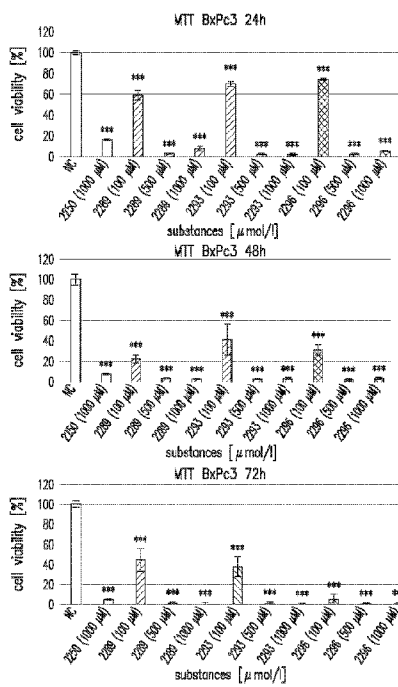 MTT BxPc3 24h
cell viability [%]
120
100
80
60
40
20
0
*** *** *** *** *** *** *** *** *** ***
NC
2250 (1000 µM)
2289 (100 µM)
2289 (500 µM)
2289 (1000 µM)
2293 (100 µM)
2293 (500 µM)
2293 (1000 µM)
2296 (100 µM)
2296 (500 µM)
2296 (1000 µM)
substances [ µmol/l ]
MTT BxPc3 48h
cell viability [%]
120
100
80
60
40
20
0
*** *** *** *** *** *** *** *** *** ***
NC
2250 (1000 µM)
2289 (100 µM)
2289 (500 µM)
2289 (1000 µM)
2293 (100 µM)
2293 (500 µM)
2293 (1000 µM)
2296 (100 µM)
2296 (500 µM)
2296 (1000 µM)
substances [ µmol/l ]
MTT BxPc3 72h
cell viability [%]
120
100
80
60
40
20
0
*** *** *** *** *** *** *** *** *** ***
NC
2250 (1000 µM)
2289 (100 µM)
2289 (500 µM)
2289 (1000 µM)
2293 (100 µM)
2293 (500 µM)
2293 (1000 µM)
2296 (100 µM)
2296 (500 µM)
2296 (1000 µM)
substances [ µmol/l ]